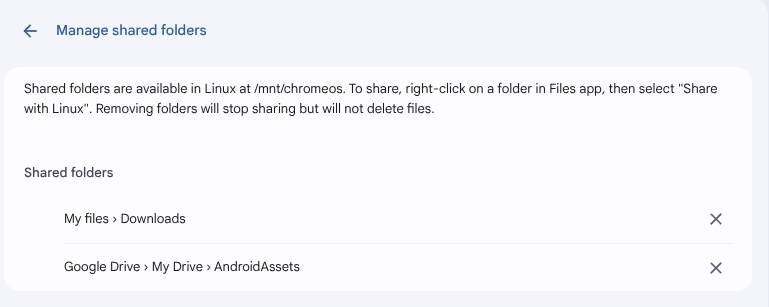 Manage shared folders
Shared folders are available in Linux at /mnt/chromeos. To share, right-click on a folder in Files app, then select "Share
with Linux". Removing folders will stop sharing but will not delete files.
Shared folders
My files › Downloads
Google Drive › My Drive › AndroidAssets